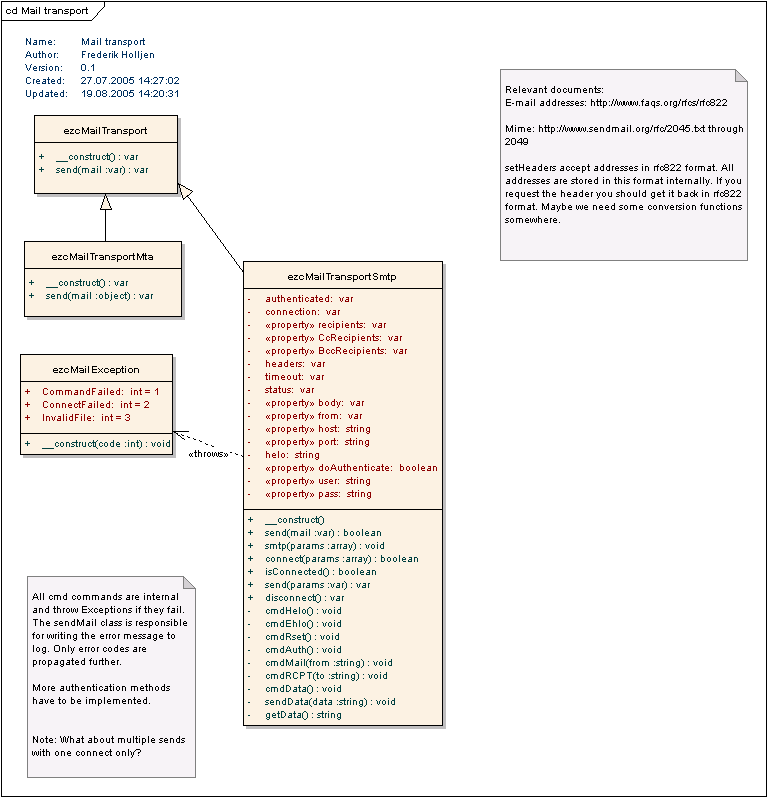 cd Mail transport
Name: Mail transport
Author: Frederik Holljen
Version: 0.1
Created: 27.07.2005 14:27:02
Updated: 19.08.2005 14:20:31
Relevant documents:
E-mail addresses: http://www.faqs.org/rfcs/rfc822
Mime: http://www.sendmail.org/rfc/2045.txt through
2049
setHeaders accept addresses in rfc822 format. All
addresses are stored in this format internally. If you
request the header you should get it back in rfc822
format. Maybe we need some conversion functions
somewhere.
ezcMailTransport
+ __construct() : var
+ send(mail :var) : var
ezcMailTransportMta
+ __construct() : var
+ send(mail :object) : var
ezcMailException
+ CommandFailed: int = 1
+ ConnectFailed: int = 2
+ InvalidFile: int = 3
+ __construct(code :int) : void
«throws»
ezcMailTransportSmtp
- authenticated: var
- connection: var
- «property» recipients: var
- «property» CcRecipients: var
- «property» BccRecipients: var
- headers: var
- timeout: var
- status: var
- «property» body: var
- «property» from: var
- «property» host: string
- «property» port: string
- helo: string
- «property» doAuthenticate: boolean
- «property» user: string
- «property» pass: string
+ __construct()
+ send(mail :var) : boolean
+ smtp(params :array) : void
+ connect(params :array) : boolean
+ isConnected() : boolean
+ send(params :var) : var
+ disconnect() : var
- cmdHelo() : void
- cmdEhlo() : void
- cmdRset() : void
- cmdAuth() : void
- cmdMail(from :string) : void
- cmdRCPT(to :string) : void
- cmdData() : void
- sendData(data :string) : void
- getData() : string
All cmd commands are internal
and throw Exceptions if they fail.
The sendMail class is responsible
for writing the error message to
log. Only error codes are
propagated further.
More authentication methods
have to be implemented.
Note: What about multiple sends
with one connect only?